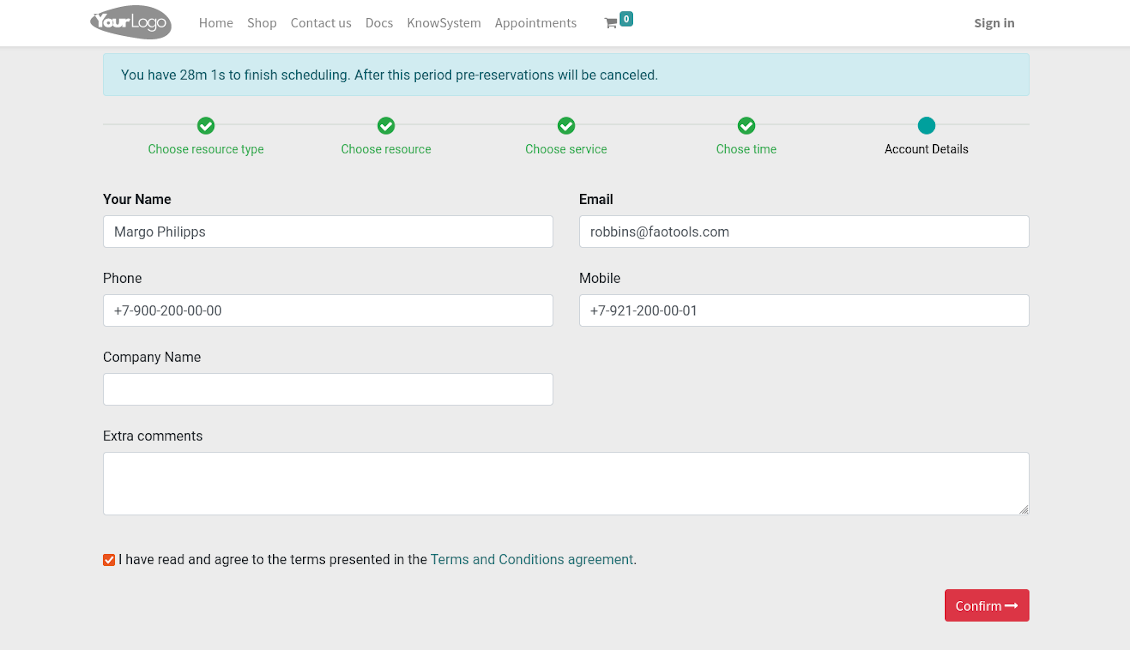 YourLogo Home Shop Contact us Docs KnowSystem Appointments 0 Sign in
You have 28m 1s to finish scheduling. After this period pre-reservations will be canceled.
Choose resource type Choose resource Choose service Chose time Account Details
Your Name Email
Margo Philipps robbins@faotools.com
Phone Mobile
+7-900-200-00-00 +7-921-200-00-01
Company Name
Extra comments
I have read and agree to the terms presented in the Terms and Conditions agreement.
Confirm